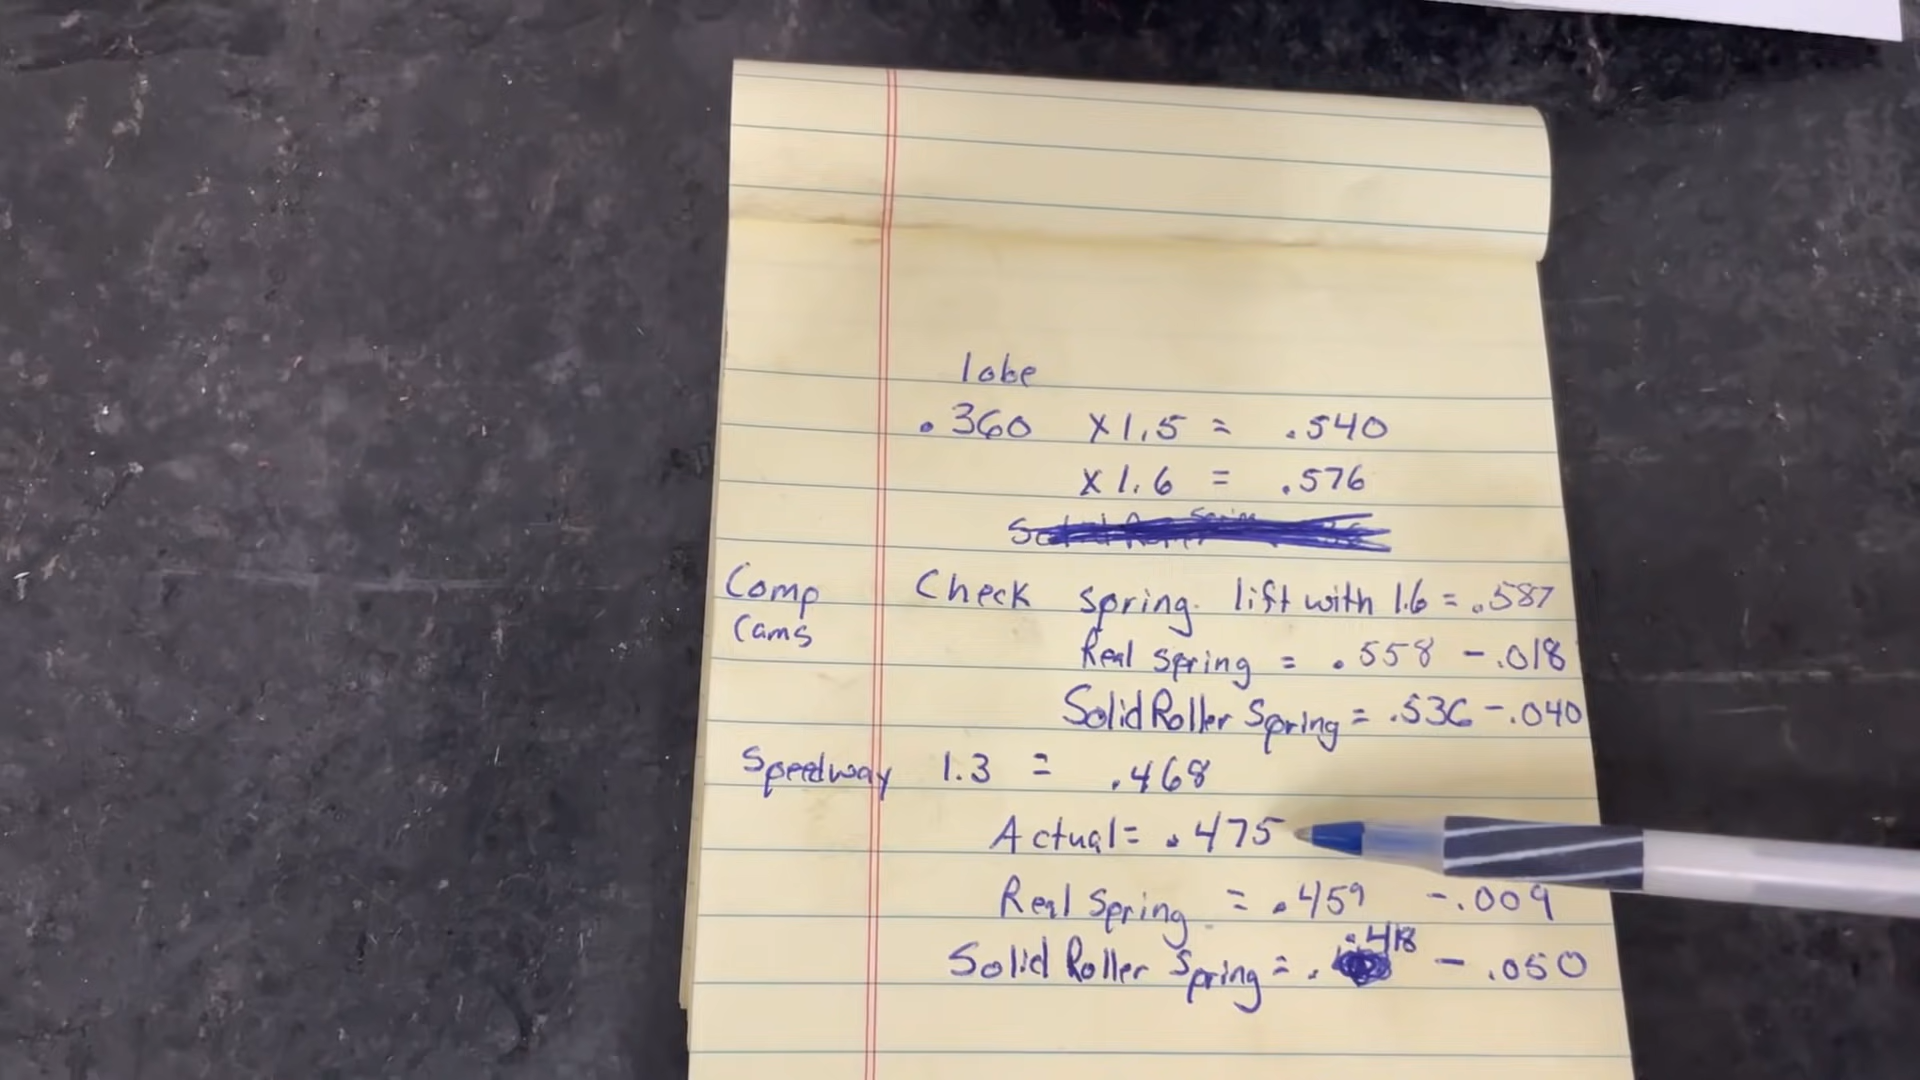 lobe
.360 x1.5 = .540
x1.6 = .576
Comp Cams Check spring lift with 1.6 = .587
Real spring = .558 -.018
Solid Roller Spring = .536 -.040
Speedway 1.3 = .468
Actual = .475
Real Spring = .459 -.009
Solid Roller Spring = .418 -.050